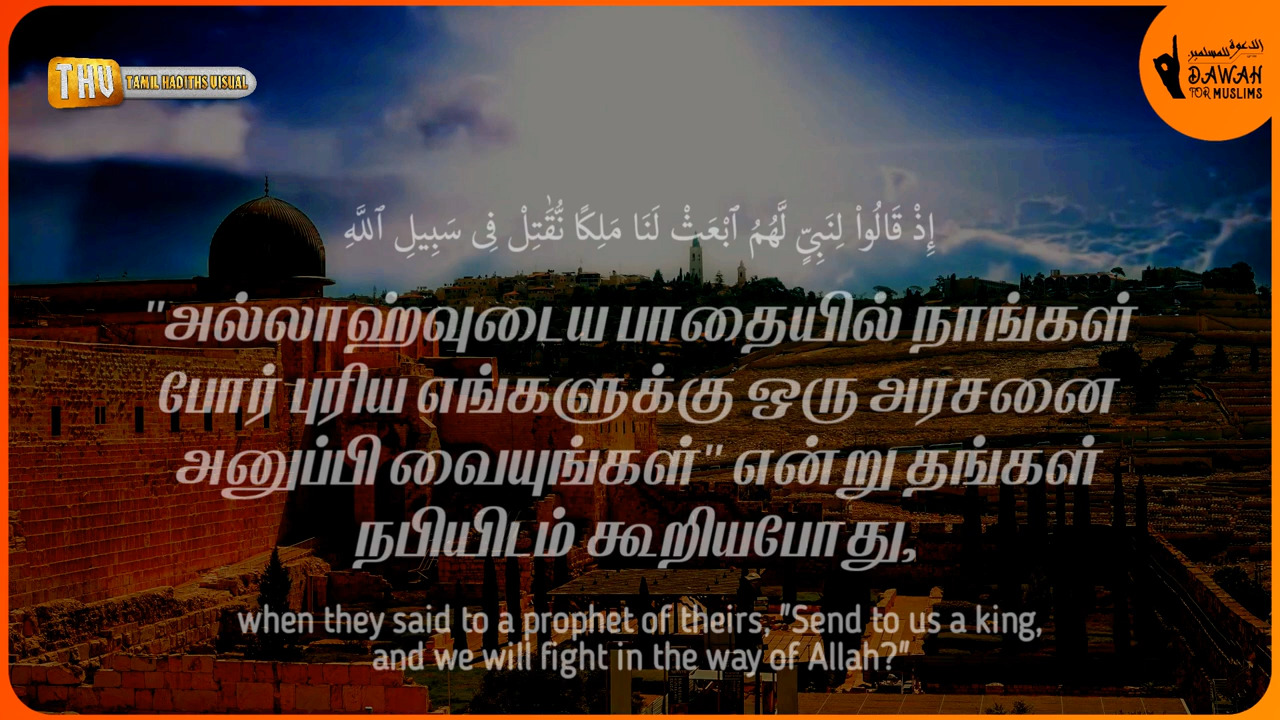 THV TAMIL HADITHS VISUAL
الدعوة للمسلمين
DAWAH
FOR MUSLIMS
إِذْ قَالُوا۟ لِنَبِىٍّ لَّهُمُ ٱبْعَثْ لَنَا مَلِكًا نُّقَٰتِلْ فِى سَبِيلِ ٱللَّهِ
"அல்லாஹ்வுடைய பாதையில் நாங்கள்
போர் புரிய எங்களுக்கு ஒரு அரசனை
அனுப்பி வையுங்கள்" என்று தங்கள்
நபியிடம் கூறியபோது,
when they said to a prophet of theirs, "Send to us a king,
and we will fight in the way of Allah?"